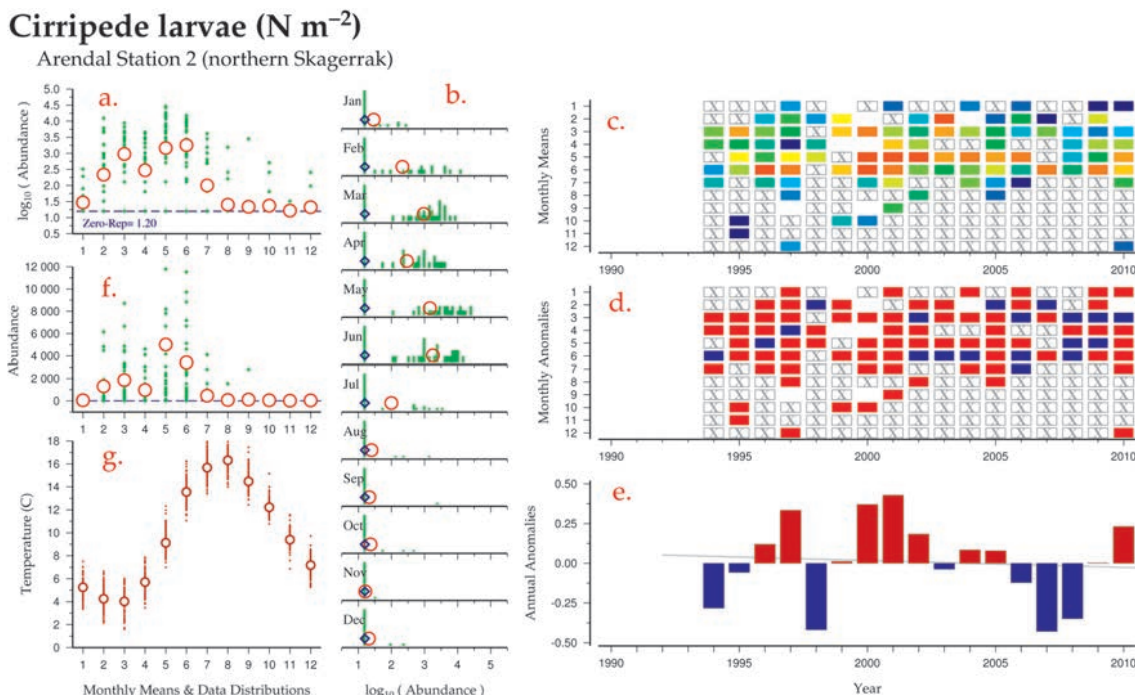 Cirripede larvae (N m⁻²)
Arendal Station 2 (northern Skagerrak)
a.
log₁₀ ( Abundance )
5.0
4.5
4.0
3.5
3.0
2.5
2.0
1.5
1.0
0.5
Zero-Rep= 1.20
1 2 3 4 5 6 7 8 9 10 11 12
f.
Abundance
12 000
10 000
8 000
6 000
4 000
2 000
0
1 2 3 4 5 6 7 8 9 10 11 12
g.
Temperature (C)
18
16
14
12
10
8
6
4
2
0
1 2 3 4 5 6 7 8 9 10 11 12
Monthly Means & Data Distributions
b.
Jan
Feb
Mar
Apr
May
Jun
Jul
Aug
Sep
Oct
Nov
Dec
1 2 3 4 5
log₁₀ ( Abundance )
c.
Monthly Means
1
2
3
4
5
6
7
8
9
10
11
12
1990 1995 2000 2005 2010
d.
Monthly Anomalies
1
2
3
4
5
6
7
8
9
10
11
12
1990 1995 2000 2005 2010
e.
Annual Anomalies
0.50
0.25
0.00
-0.25
-0.50
1990 1995 2000 2005 2010
Year